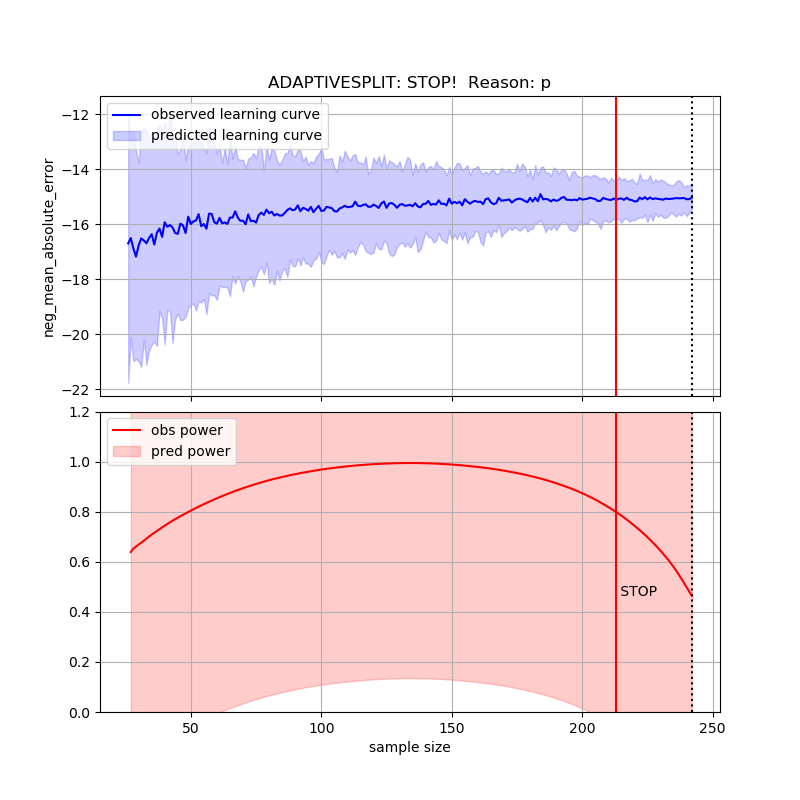 ADAPTIVESPLIT: STOP!  Reason: p
observed learning curve
predicted learning curve
neg_mean_absolute_error
−12
−14
−16
−18
−20
−22
obs power
pred power
1.2
1.0
0.8
0.6
0.4
0.2
0.0
STOP
50
100
150
200
250
sample size